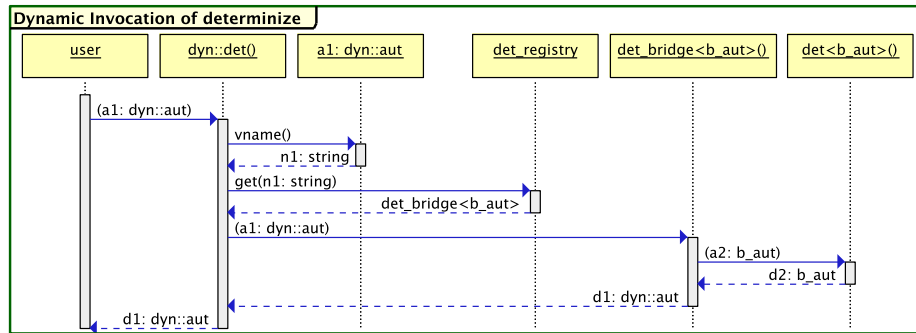 Dynamic Invocation of determinize
user
dyn::det()
a1: dyn::aut
det_registry
det_bridge<b_aut>()
det<b_aut>()
(a1: dyn::aut)
vname()
n1: string
get(n1: string)
det_bridge<b_aut>
(a1: dyn::aut)
(a2: b_aut)
d2: b_aut
d1: dyn::aut
d1: dyn::aut